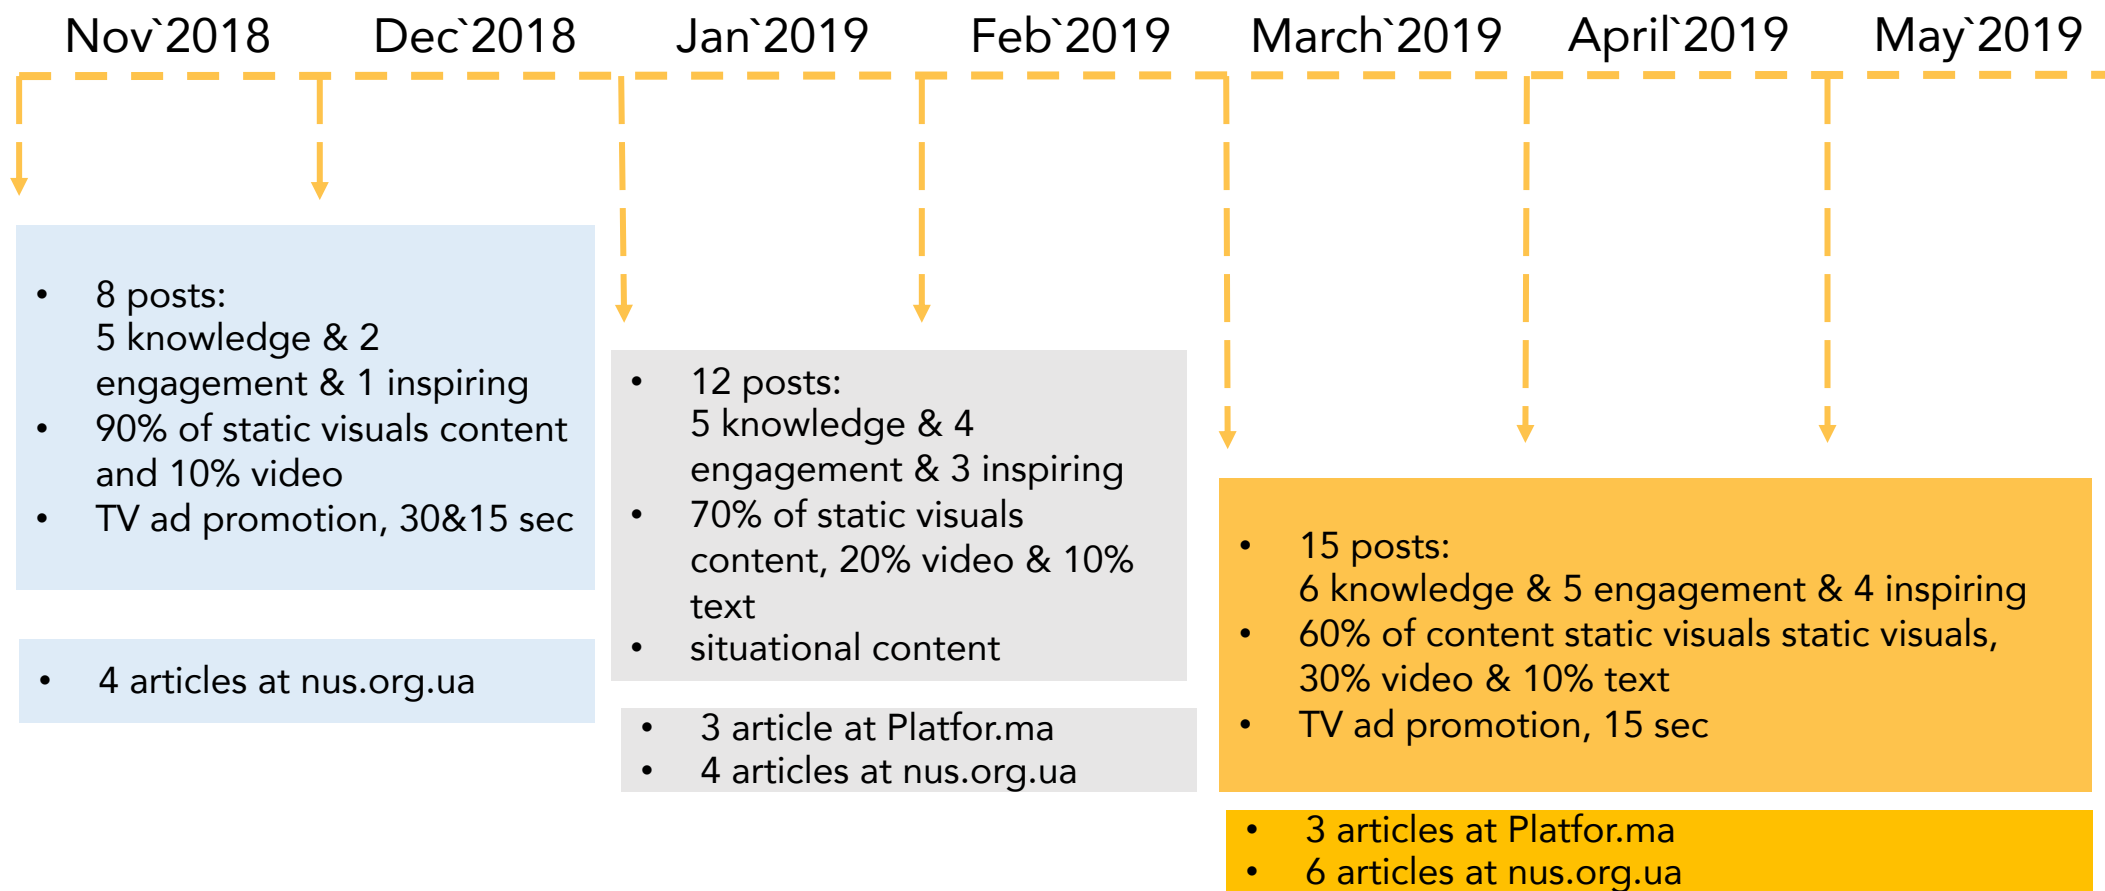 Nov`2018 Dec`2018 Jan`2019 Feb`2019 March`2019 April`2019 May`2019
• 8 posts:
5 knowledge & 2
engagement & 1 inspiring
• 90% of static visuals content
and 10% video
• TV ad promotion, 30&15 sec
• 4 articles at nus.org.ua
• 12 posts:
5 knowledge & 4
engagement & 3 inspiring
• 70% of static visuals
content, 20% video & 10%
text
• situational content
• 3 article at Platfor.ma
• 4 articles at nus.org.ua
• 15 posts:
6 knowledge & 5 engagement & 4 inspiring
• 60% of content static visuals static visuals,
30% video & 10% text
• TV ad promotion, 15 sec
• 3 articles at Platfor.ma
• 6 articles at nus.org.ua